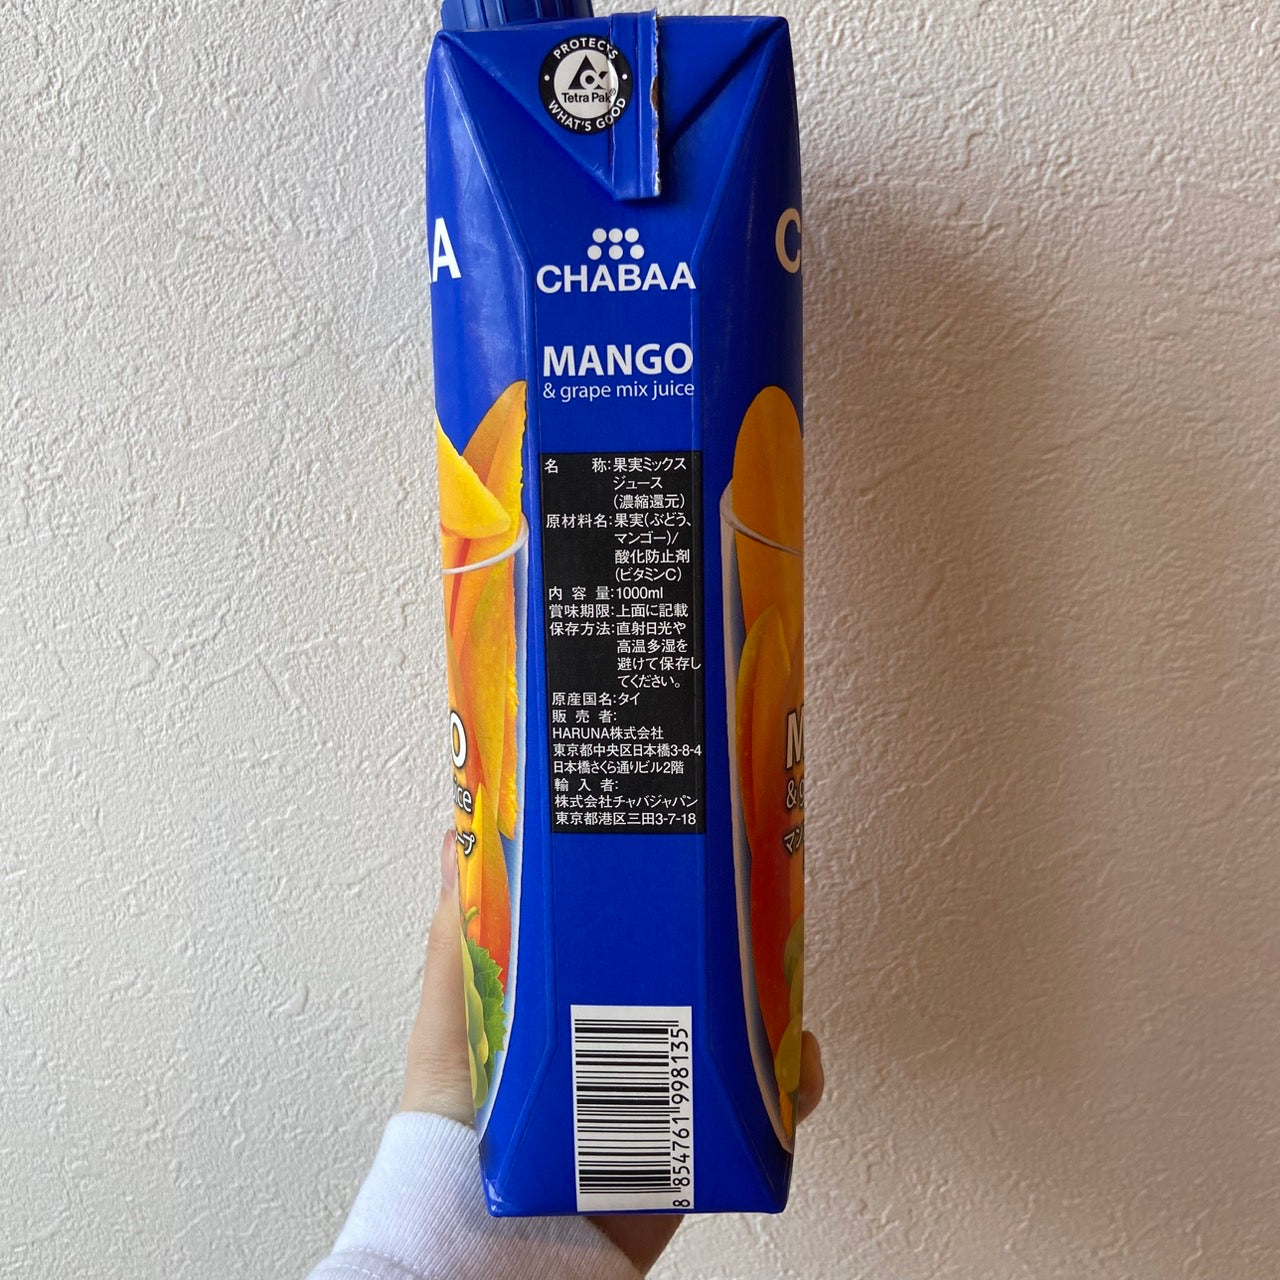 PROTECTS
Tetra Pak®
WHAT'S GOOD
CHABAA
MANGO
& grape mix juice
名 称:果実ミックス
ジュース
(濃縮還元)
原材料名:果実(ぶどう、
マンゴー)/
酸化防止剤
(ビタミンC)
内 容 量:1000ml
賞味期限:上面に記載
保存方法:直射日光や
高温多湿を
避けて保存し
てください。
原産国名:タイ
販 売 者:
HARUNA株式会社
東京都中央区日本橋3-8-4
日本橋さくら通りビル2階
輸 入 者:
株式会社チャバジャパン
東京都港区三田3-7-18
8 854761 998135